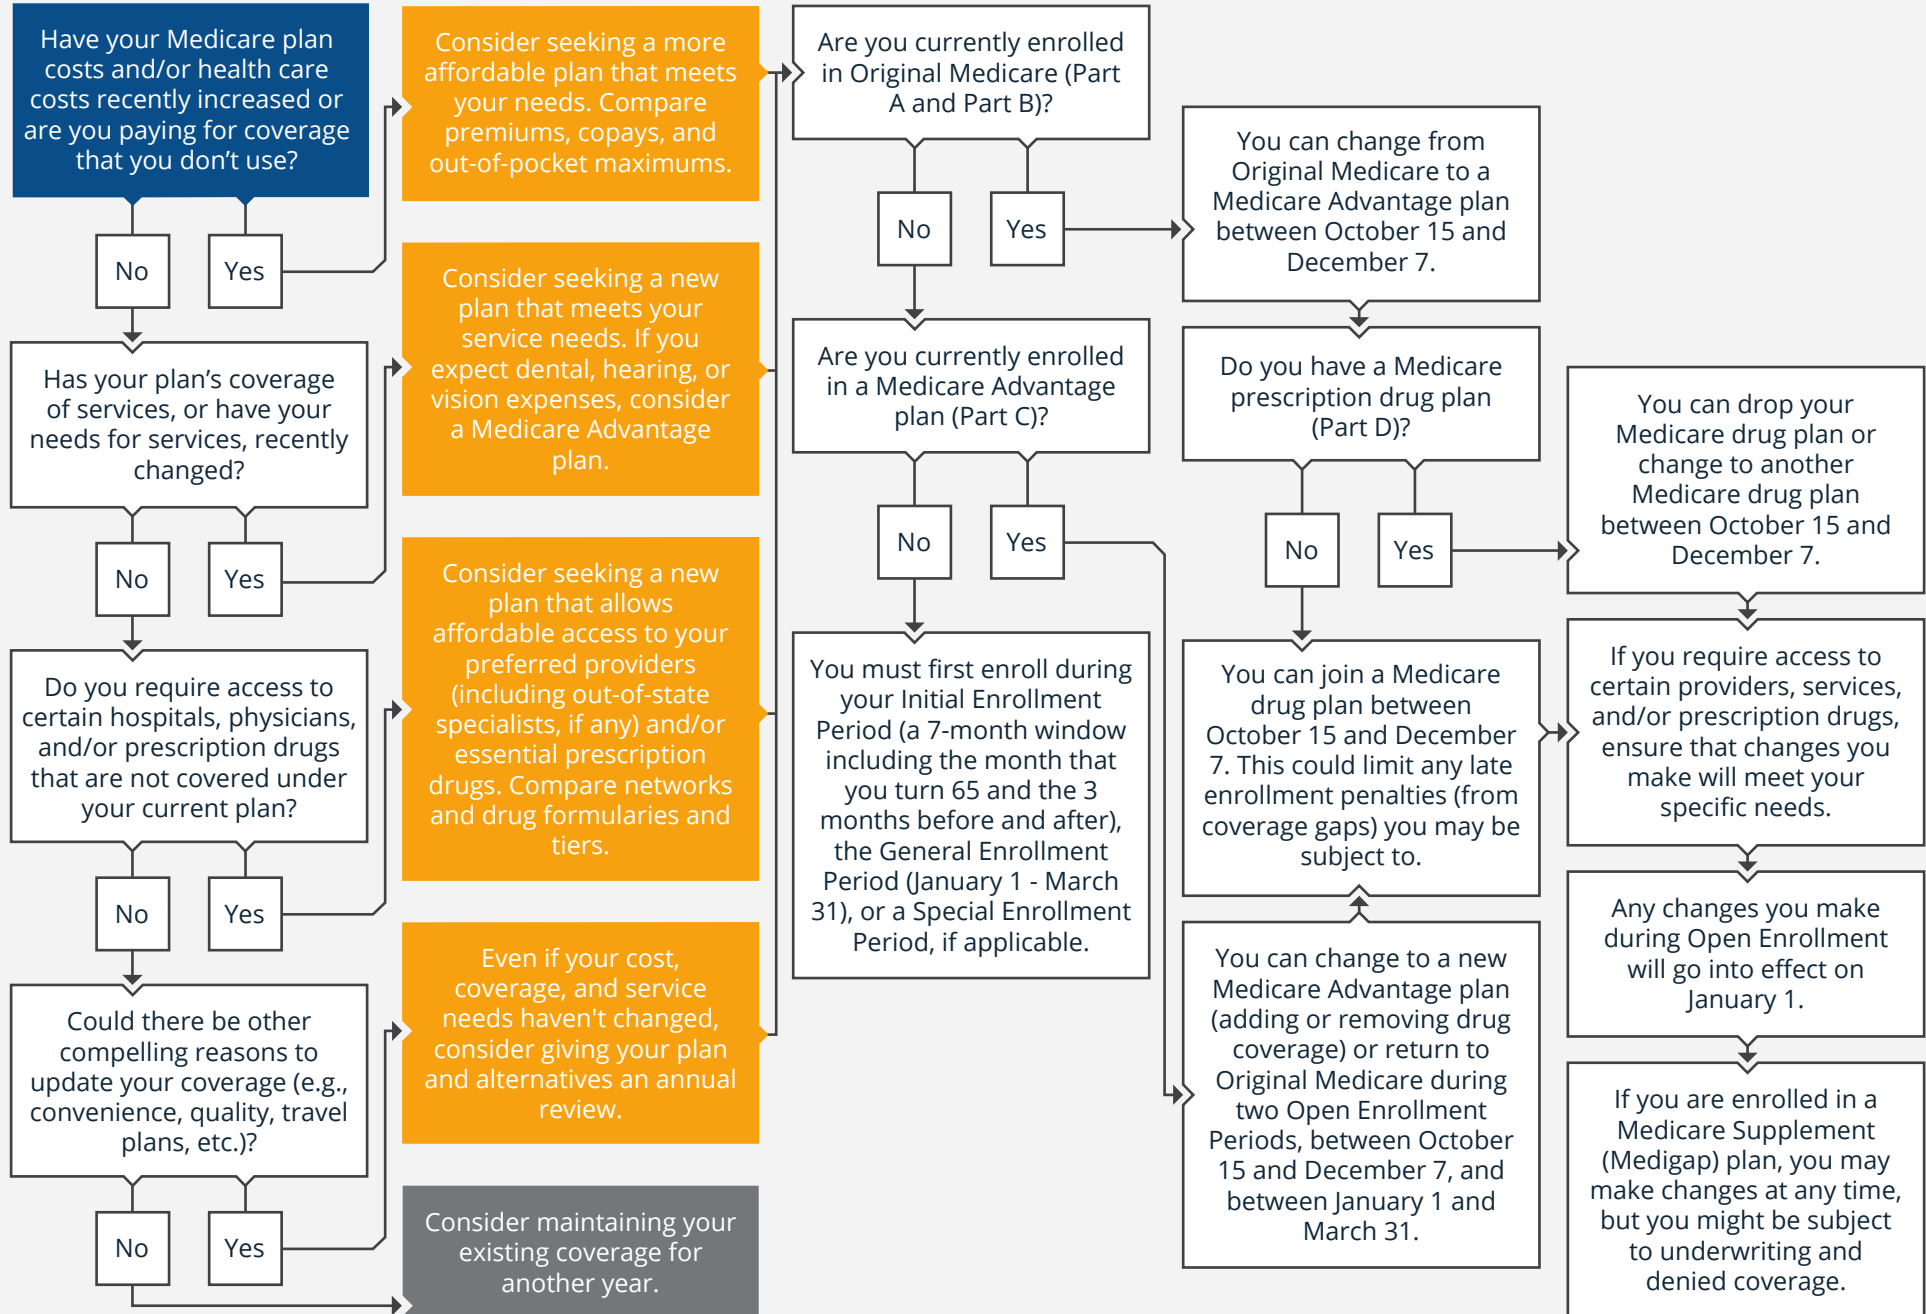 Have your Medicare plan
costs and/or health care
costs recently increased or
are you paying for coverage
that you don’t use?
No
Yes
Has your plan’s coverage
of services, or have your
needs for services, recently
changed?
No
Yes
Do you require access to
certain hospitals, physicians,
and/or prescription drugs
that are not covered under
your current plan?
No
Yes
Could there be other
compelling reasons to
update your coverage (e.g.,
convenience, quality, travel
plans, etc.)?
No
Yes
Consider seeking a more
affordable plan that meets
your needs. Compare
premiums, copays, and
out-of-pocket maximums.
Consider seeking a new
plan that meets your
service needs. If you
expect dental, hearing, or
vision expenses, consider
a Medicare Advantage
plan.
Consider seeking a new
plan that allows
affordable access to your
preferred providers
(including out-of-state
specialists, if any) and/or
essential prescription
drugs. Compare networks
and drug formularies and
tiers.
Even if your cost,
coverage, and service
needs haven't changed,
consider giving your plan
and alternatives an annual
review.
Consider maintaining your
existing coverage for
another year.
Are you currently enrolled
in Original Medicare (Part
A and Part B)?
No
Yes
Are you currently enrolled
in a Medicare Advantage
plan (Part C)?
No
Yes
You must first enroll during
your Initial Enrollment
Period (a 7-month window
including the month that
you turn 65 and the 3
months before and after),
the General Enrollment
Period (January 1 - March
31), or a Special Enrollment
Period, if applicable.
You can change from
Original Medicare to a
Medicare Advantage plan
between October 15 and
December 7.
Do you have a Medicare
prescription drug plan
(Part D)?
No
Yes
You can join a Medicare
drug plan between
October 15 and December
7. This could limit any late
enrollment penalties (from
coverage gaps) you may be
subject to.
You can change to a new
Medicare Advantage plan
(adding or removing drug
coverage) or return to
Original Medicare during
two Open Enrollment
Periods, between October
15 and December 7, and
between January 1 and
March 31.
You can drop your
Medicare drug plan or
change to another
Medicare drug plan
between October 15 and
December 7.
If you require access to
certain providers, services,
and/or prescription drugs,
ensure that changes you
make will meet your
specific needs.
Any changes you make
during Open Enrollment
will go into effect on
January 1.
If you are enrolled in a
Medicare Supplement
(Medigap) plan, you may
make changes at any time,
but you might be subject
to underwriting and
denied coverage.